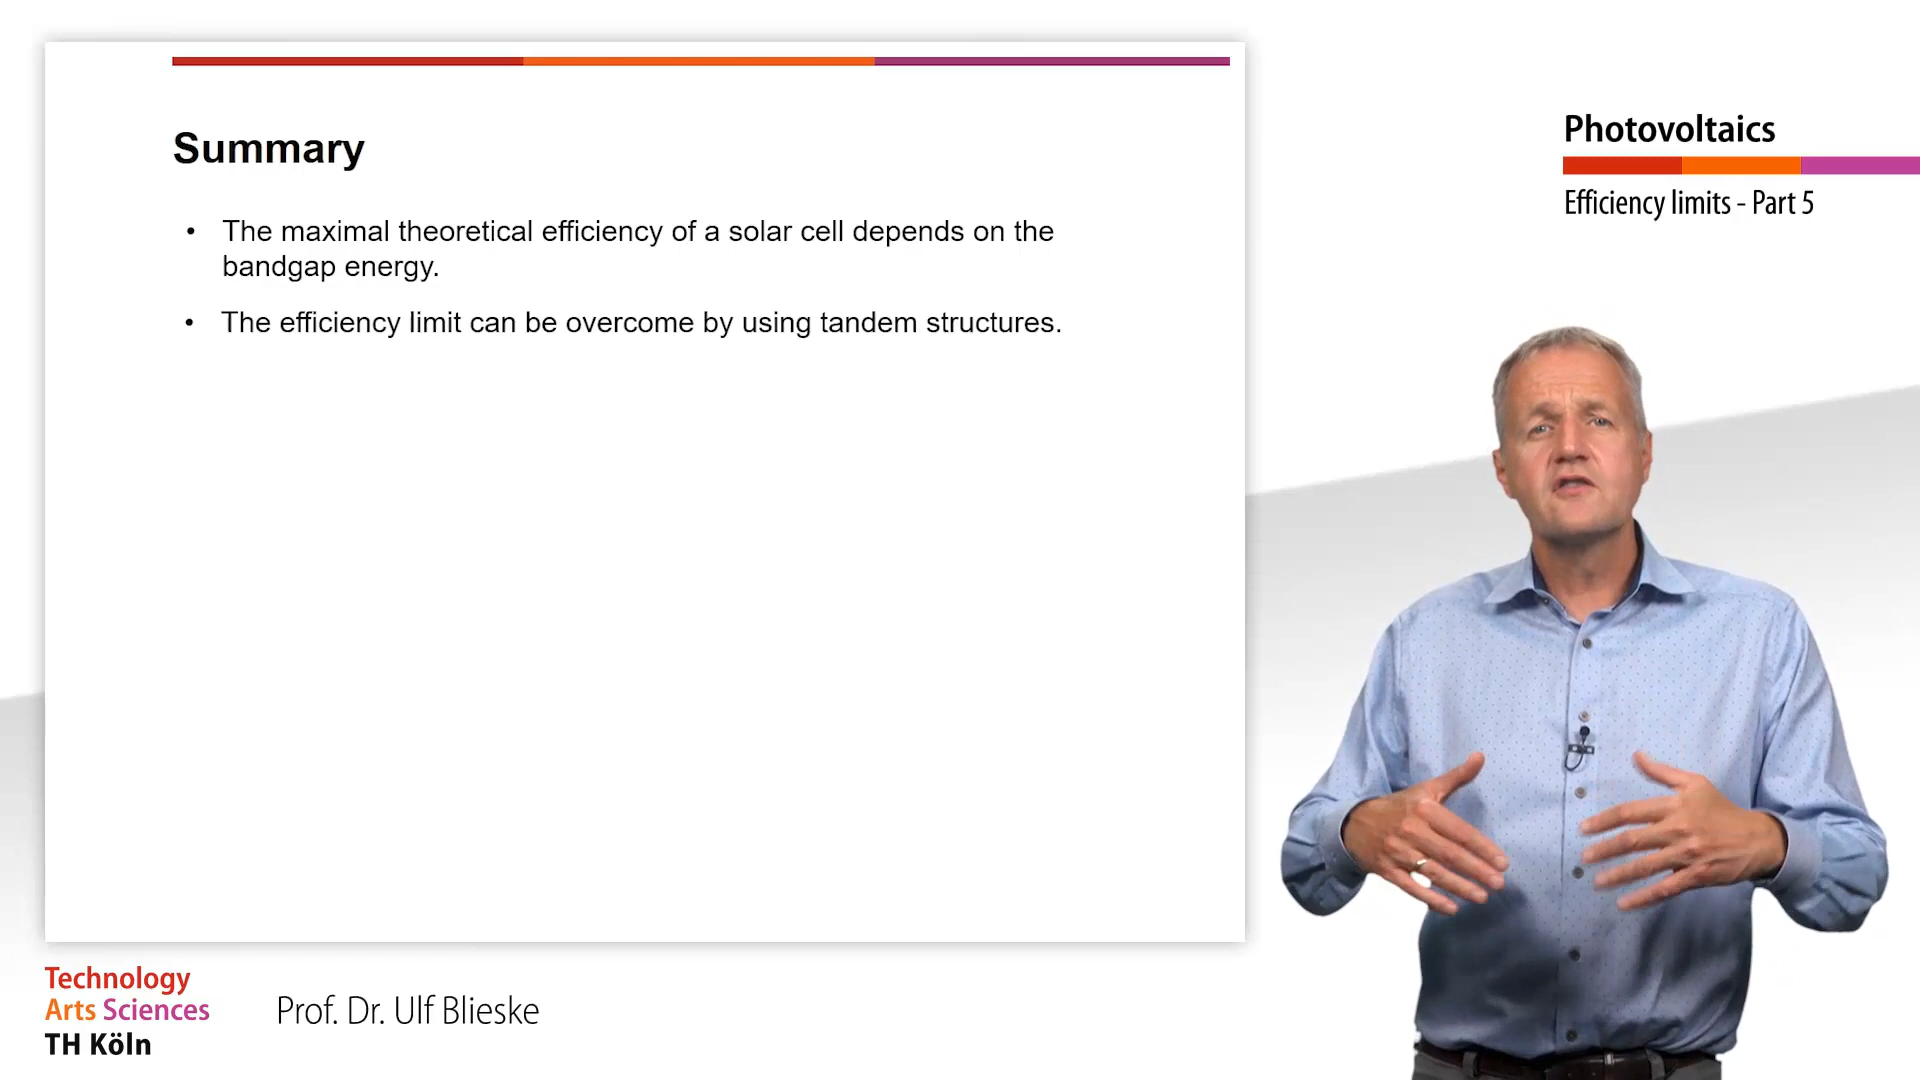 Summary
• The maximal theoretical efficiency of a solar cell depends on the
bandgap energy.
• The efficiency limit can be overcome by using tandem structures.
Photovoltaics
Efficiency limits - Part 5
Technology
Arts Sciences
TH Köln
Prof. Dr. Ulf Blieske